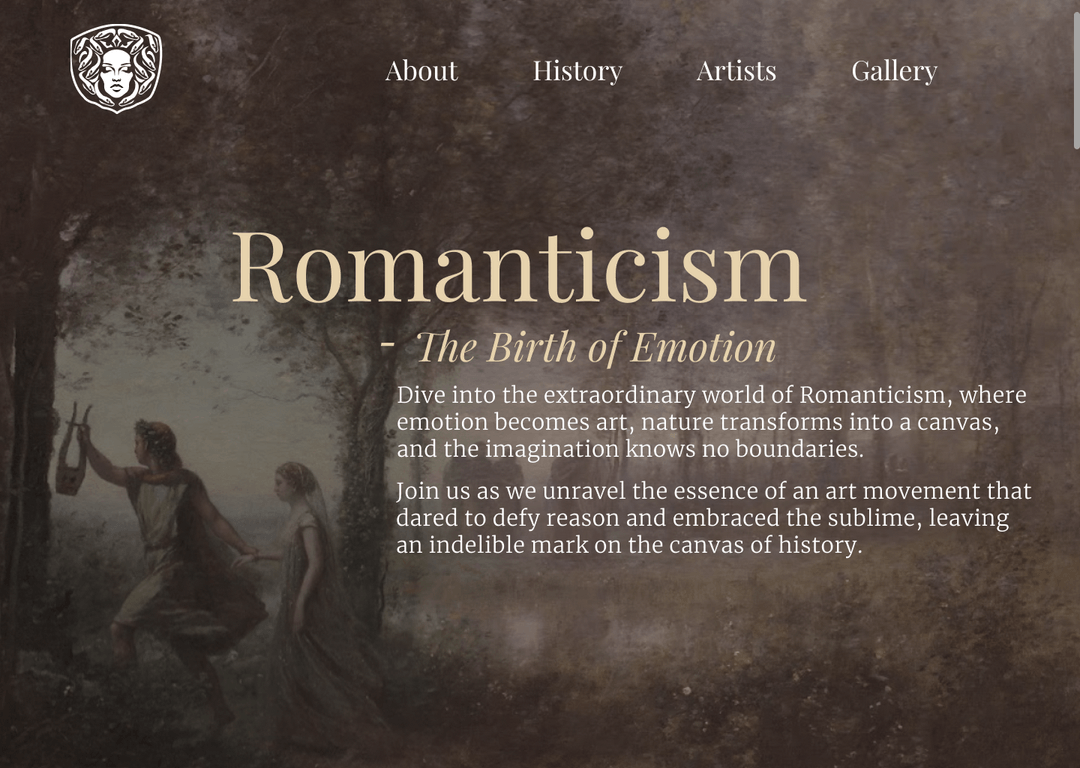 About
History
Artists
Gallery
Romanticism
- The Birth of Emotion
Dive into the extraordinary world of Romanticism, where
emotion becomes art, nature transforms into a canvas,
and the imagination knows no boundaries.
Join us as we unravel the essence of an art movement that
dared to defy reason and embraced the sublime, leaving
an indelible mark on the canvas of history.